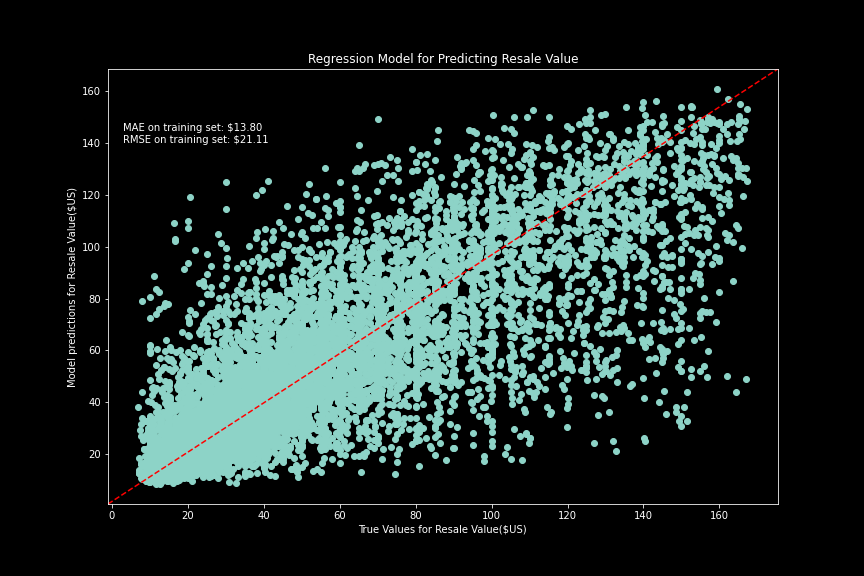 Regression Model for Predicting Resale Value
MAE on training set: $13.80
RMSE on training set: $21.11
160
140
120
100
80
60
40
20
Model predictions for Resale Value($US)
0 20 40 60 80 100 120 140 160
True Values for Resale Value($US)